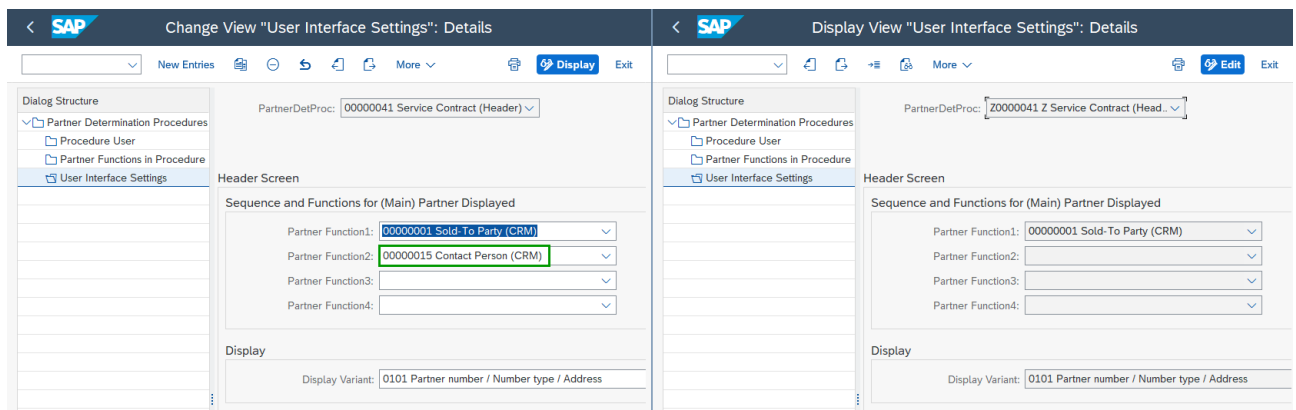 SAP Change View "User Interface Settings": Details
New Entries More Display Exit
Dialog Structure
Partner Determination Procedures
Procedure User
Partner Functions in Procedure
User Interface Settings
PartnerDetProc: 00000041 Service Contract (Header)
Header Screen
Sequence and Functions for (Main) Partner Displayed
Partner Function1: 00000001 Sold-To Party (CRM)
Partner Function2: 00000015 Contact Person (CRM)
Partner Function3:
Partner Function4:
Display
Display Variant: 0101 Partner number / Number type / Address
SAP Display View "User Interface Settings": Details
More Edit Exit
Dialog Structure
Partner Determination Procedures
Procedure User
Partner Functions in Procedure
User Interface Settings
PartnerDetProc: Z0000041 Z Service Contract (Head..
Header Screen
Sequence and Functions for (Main) Partner Displayed
Partner Function1: 00000001 Sold-To Party (CRM)
Partner Function2:
Partner Function3:
Partner Function4:
Display
Display Variant: 0101 Partner number / Number type / Address